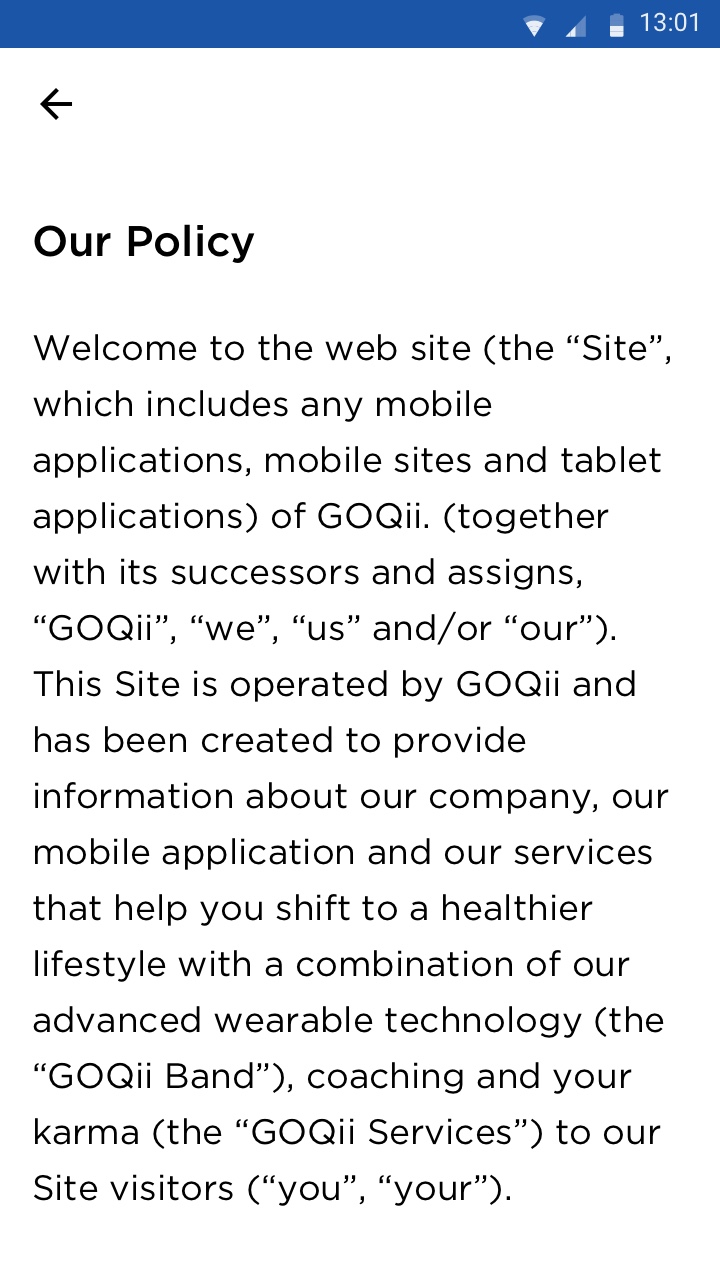 13:01
Our Policy
Welcome to the web site (the “Site”,
which includes any mobile
applications, mobile sites and tablet
applications) of GOQii. (together
with its successors and assigns,
“GOQii”, “we”, “us” and/or “our”).
This Site is operated by GOQii and
has been created to provide
information about our company, our
mobile application and our services
that help you shift to a healthier
lifestyle with a combination of our
advanced wearable technology (the
“GOQii Band”), coaching and your
karma (the “GOQii Services”) to our
Site visitors (“you”, “your”).